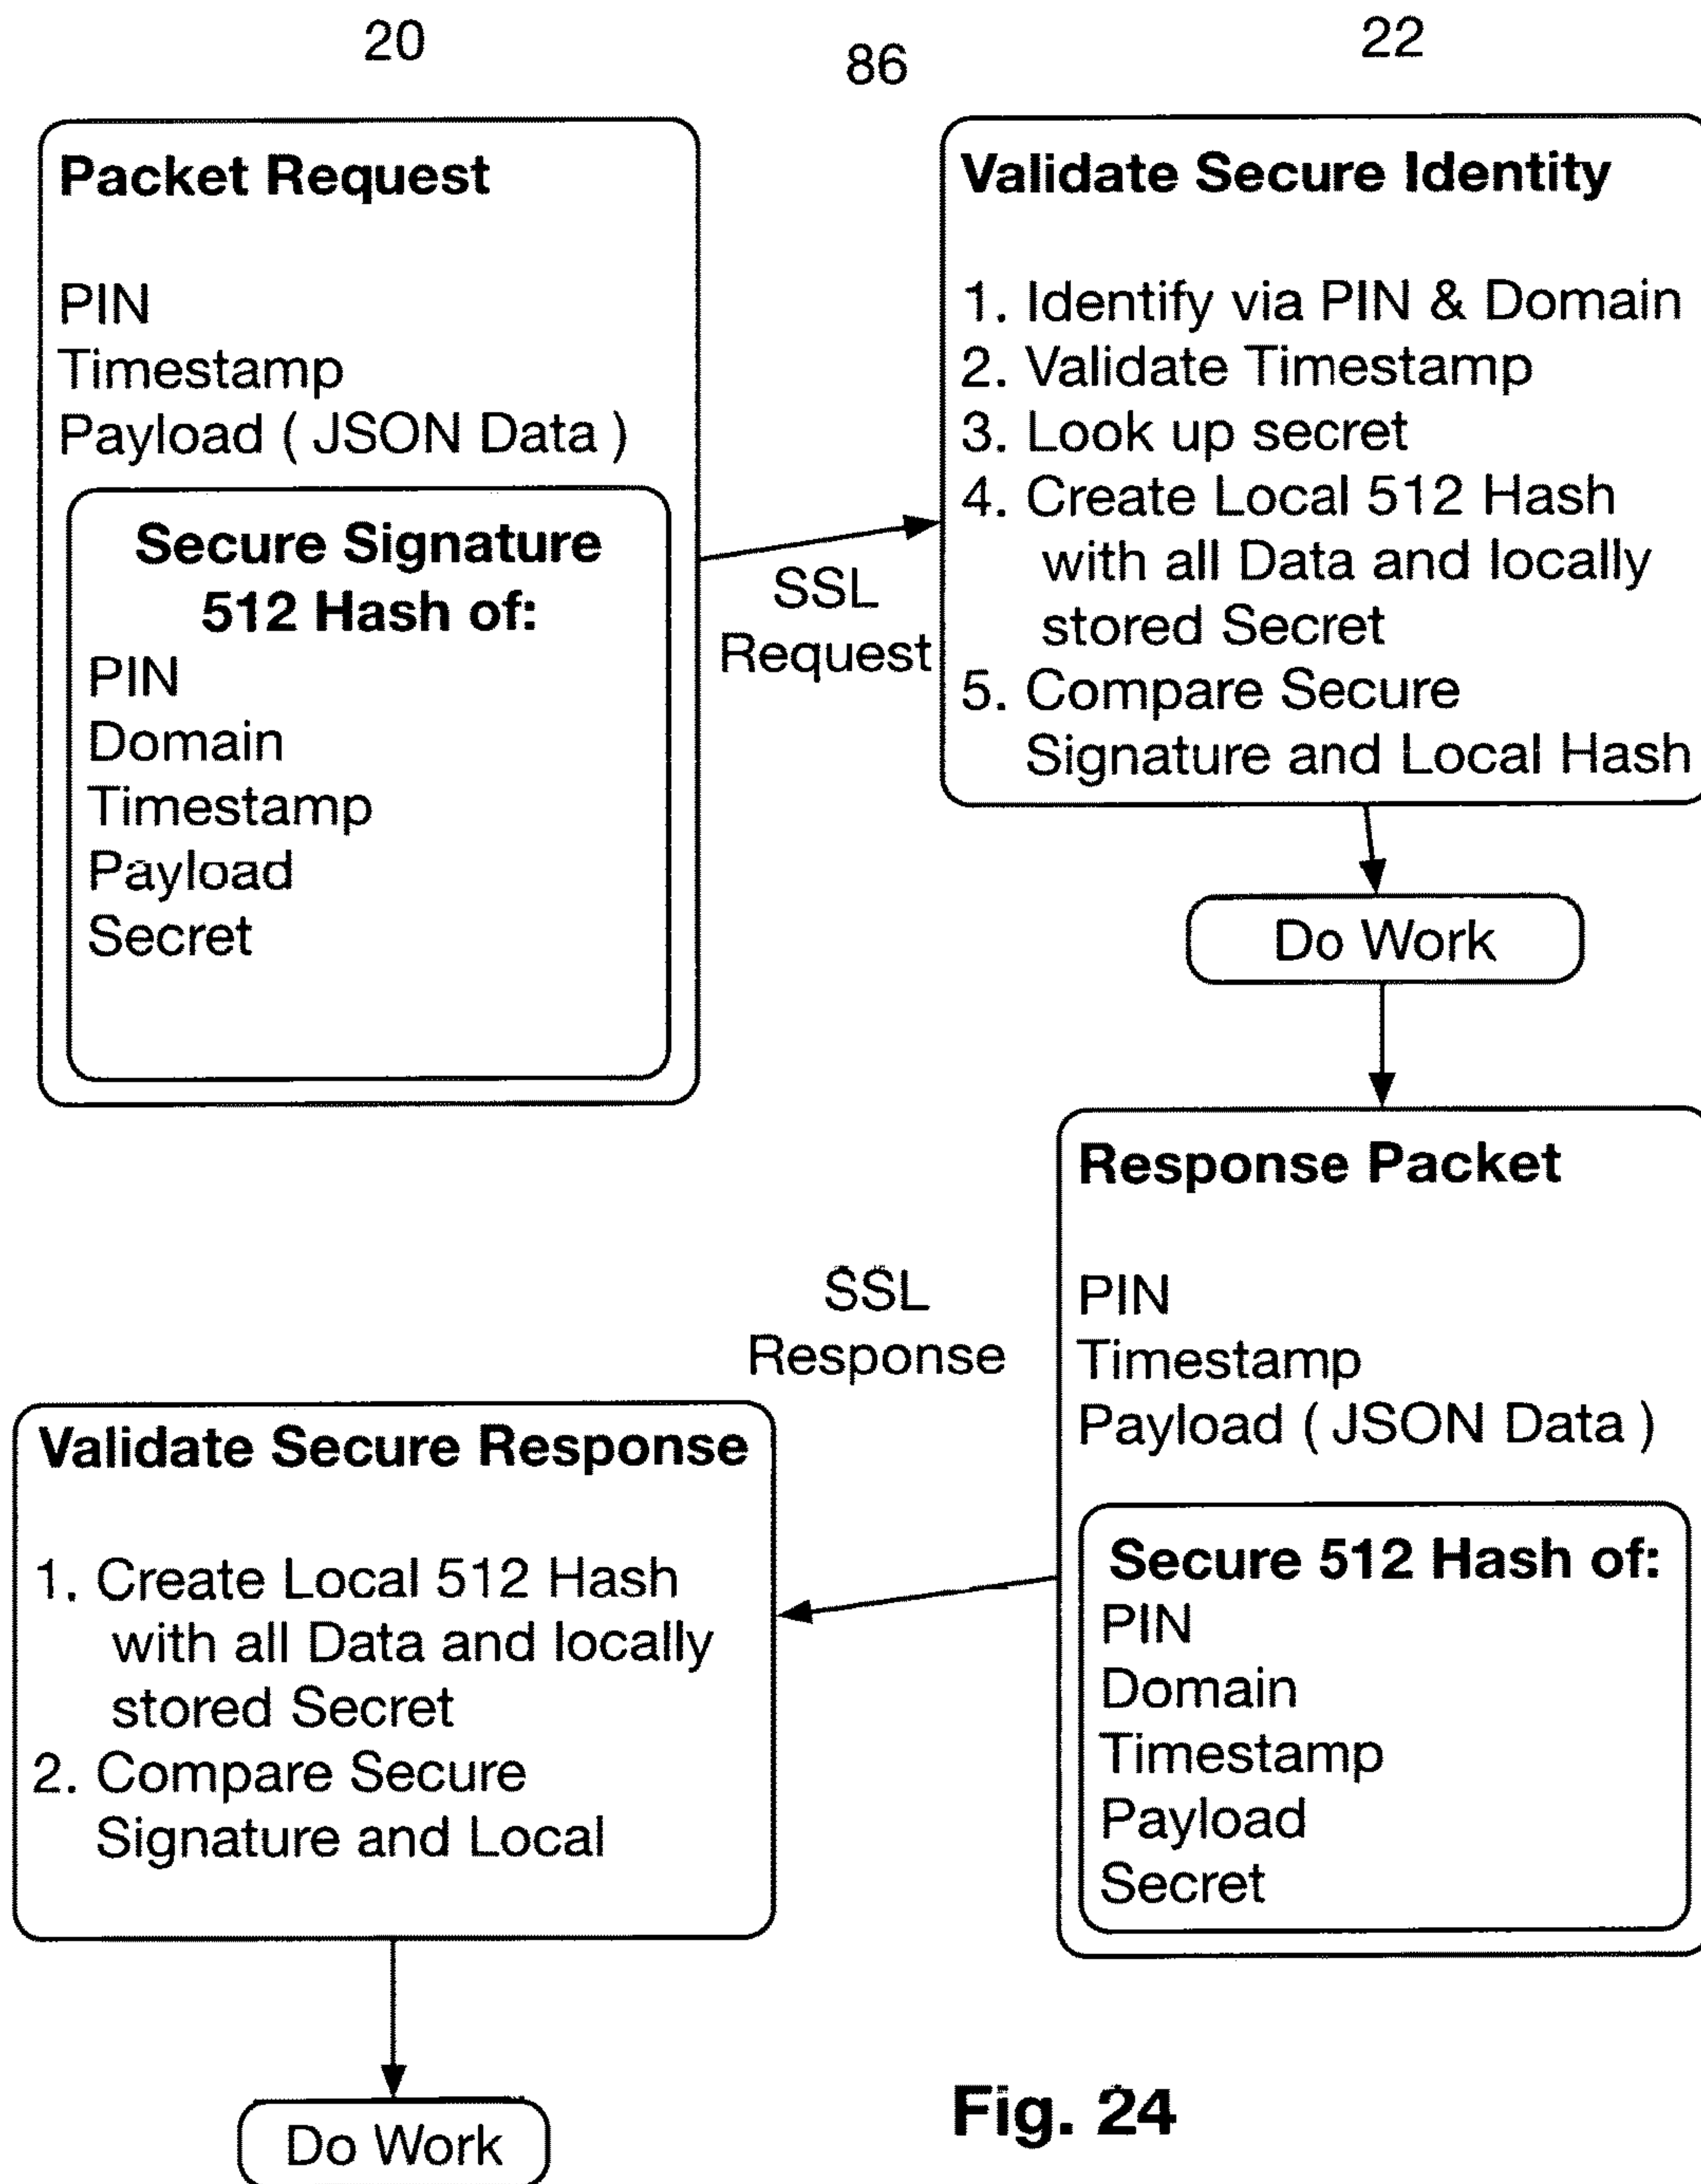 20
86
22
Packet Request
PIN
Timestamp
Payload ( JSON Data )
Secure Signature
512 Hash of:
PIN
Domain
Timestamp
Payload
Secret
SSL
Request
Validate Secure Identity
1. Identify via PIN & Domain
2. Validate Timestamp
3. Look up secret
4. Create Local 512 Hash
with all Data and locally
stored Secret
5. Compare Secure
Signature and Local Hash
Do Work
Response Packet
PIN
Timestamp
Payload ( JSON Data )
Secure 512 Hash of:
PIN
Domain
Timestamp
Payload
Secret
SSL
Response
Validate Secure Response
1. Create Local 512 Hash
with all Data and locally
stored Secret
2. Compare Secure
Signature and Local
Do Work
Fig. 24